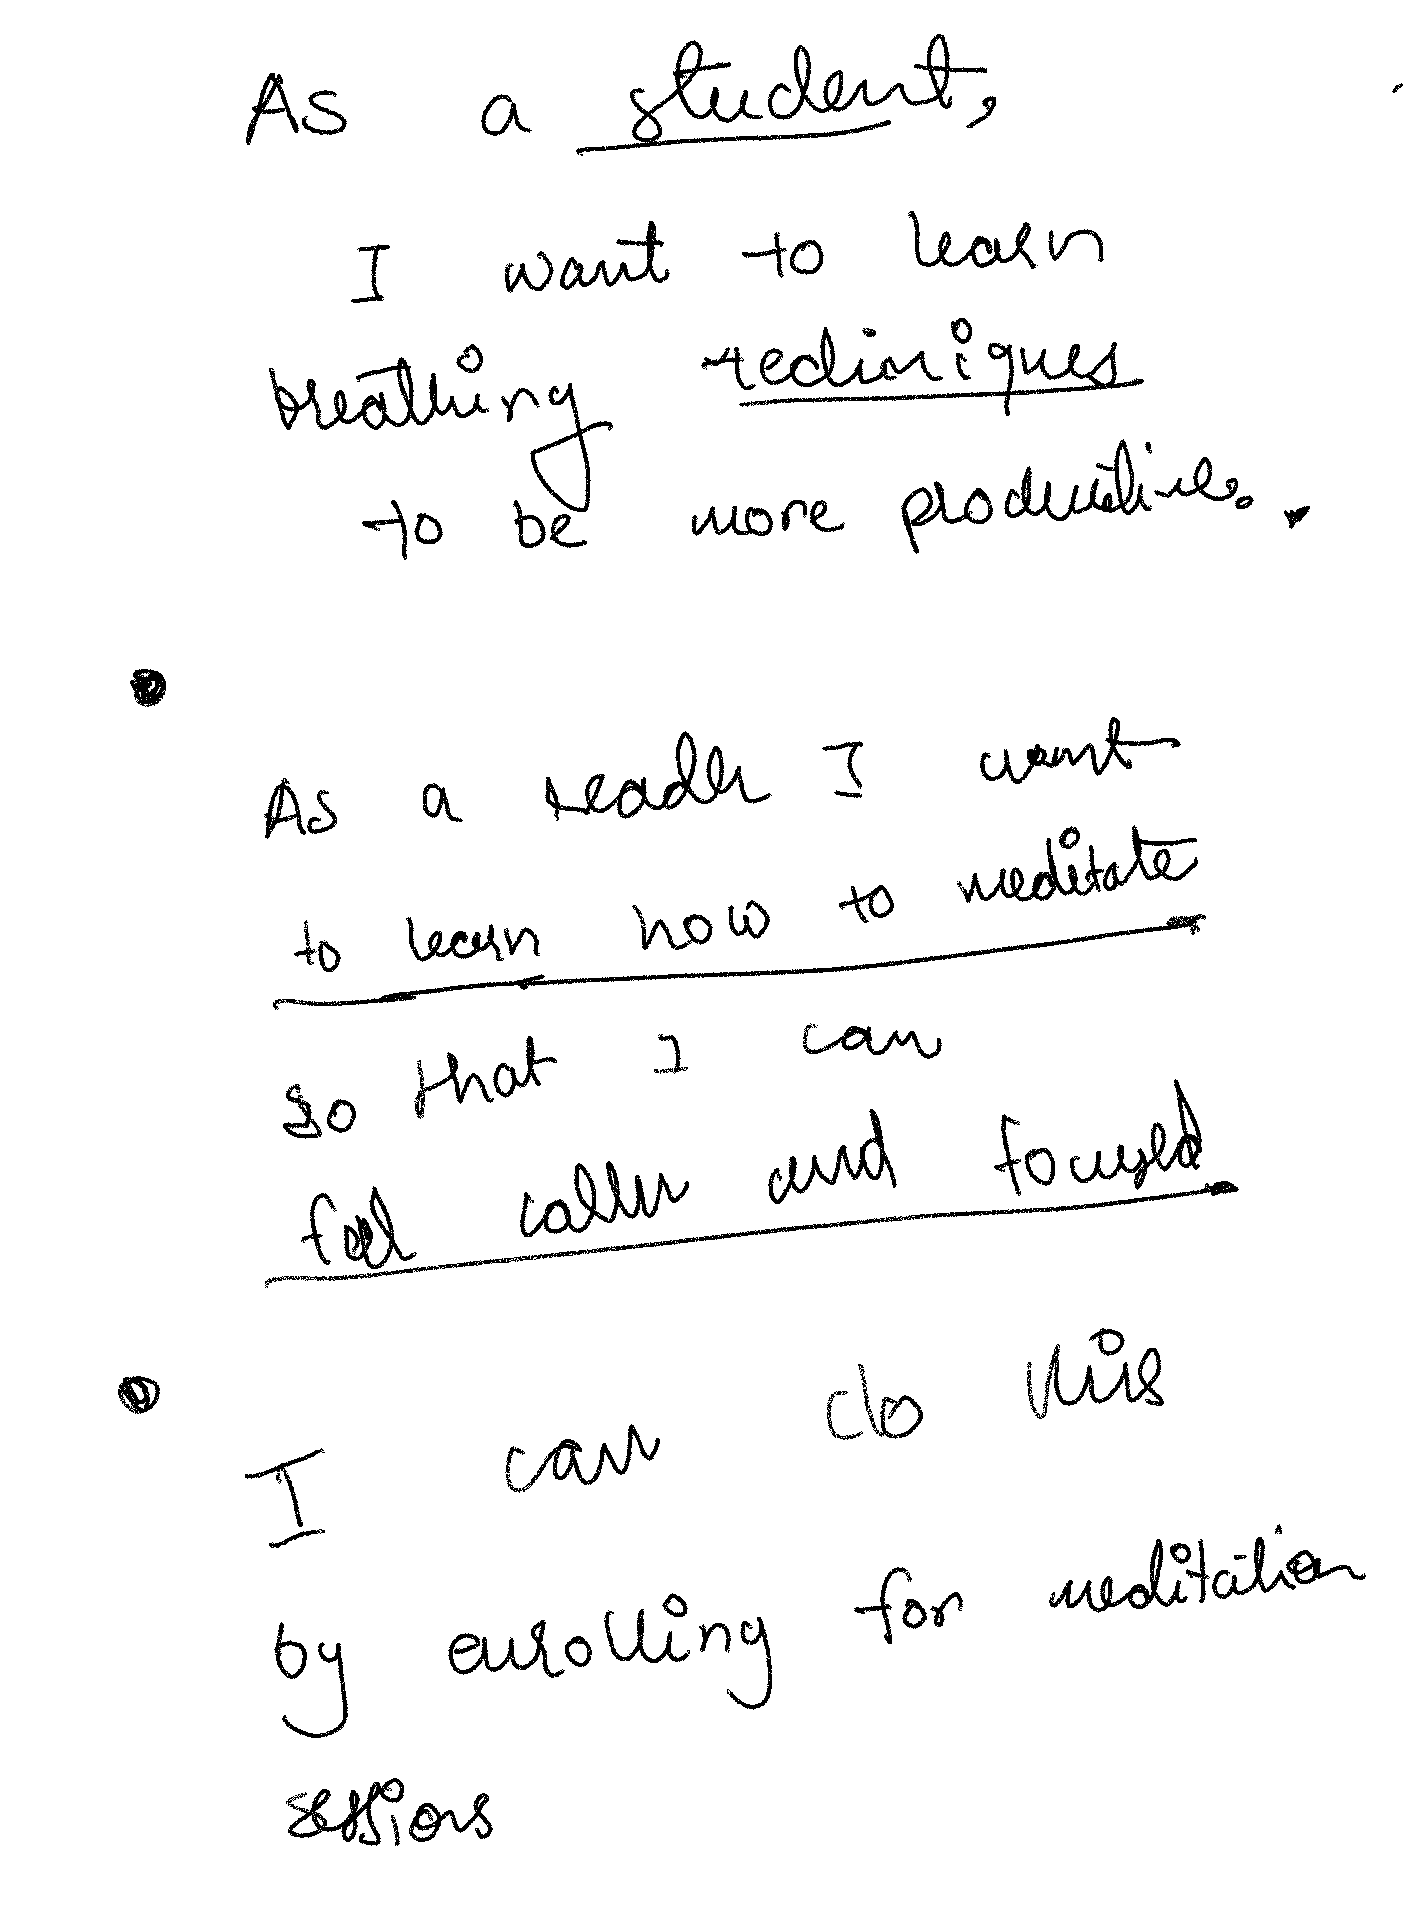 As a student,
I want to learn
breathing techniques
to be more productive.
• As a reader I want
to learn how to meditate
so that I can
feel calm and focused
• I can do this
by enrolling for meditation
sessions